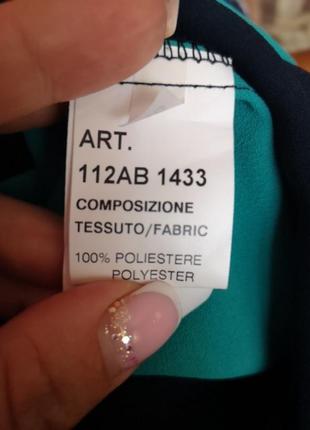 ART.
112AB 1433
COMPOSIZIONE
TESSUTO/FABRIC
100% POLIESTERE
POLYESTER